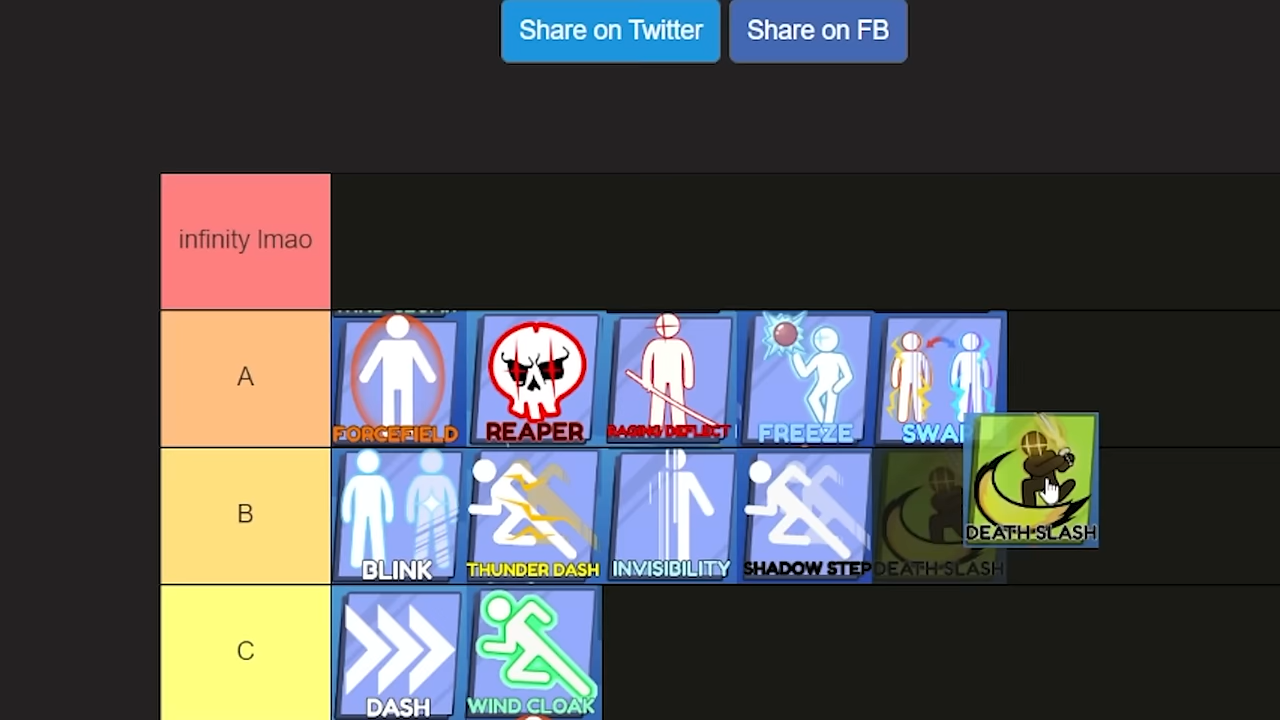 Share on Twitter
Share on FB
infinity lmao
A
FORCEFIELD
REAPER
RAGING DEFLECT
FREEZE
SWAP
B
BLINK
THUNDER DASH
INVISIBILITY
SHADOW STEP
DEATH SLASH
DEATH SLASH
C
DASH
WIND CLOAK